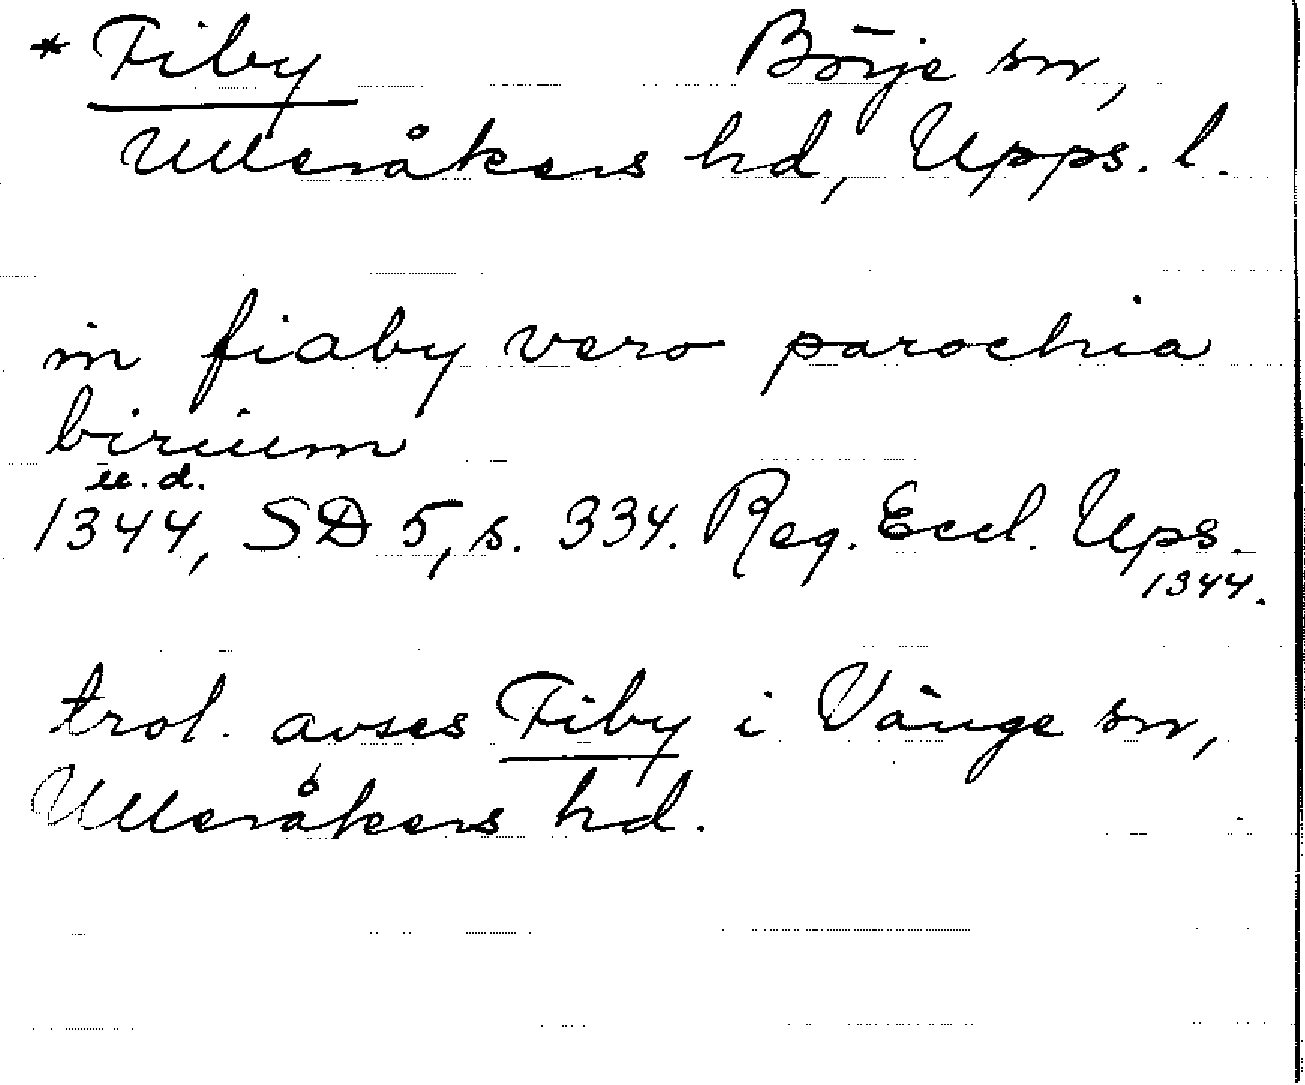 * Fiby Börje sn,
Ulleråkers hd, Upps. l.
in fiaby vero parochia
birium
u.d.
1344, SD 5, s. 334. Reg. Eccl. Ups.
1344.
trol. avses Fiby i Vänge sn,
Ulleråkers hd.